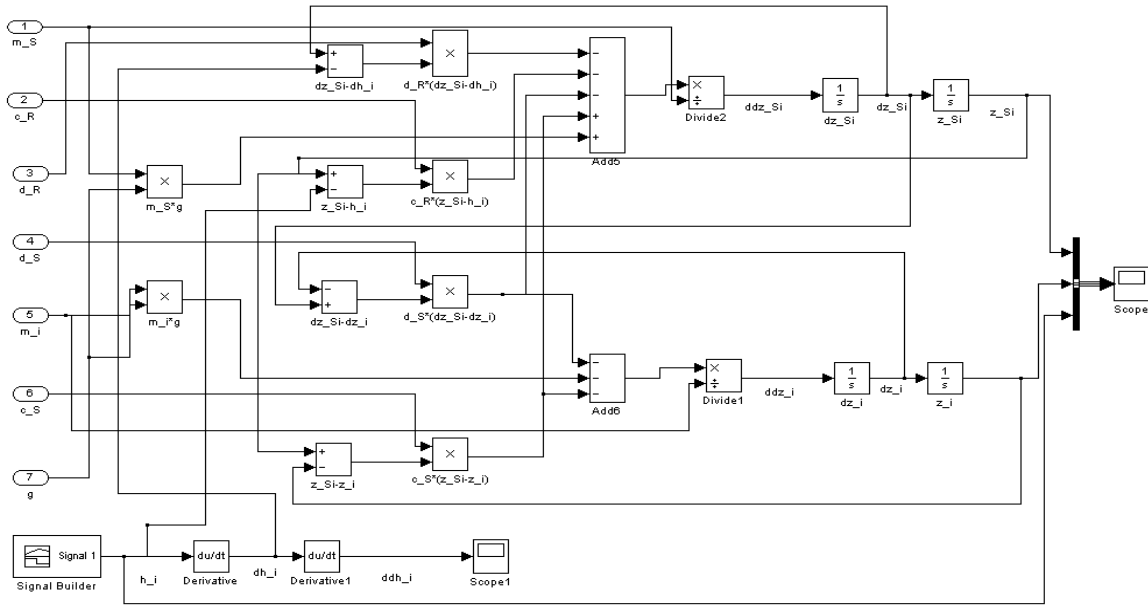 1
m_S
2
c_R
3
d_R
4
d_S
5
m_i
6
c_S
7
g
+
−
dz_Si-dh_i
×
d_R*(dz_Si-dh_i)
−
−
−
+
+
Add5
×
÷
Divide2
ddz_Si
1
s
dz_Si
dz_Si
1
s
z_Si
z_Si
×
m_S*g
+
−
z_Si-h_i
×
c_R*(z_Si-h_i)
×
m_i*g
−
+
dz_Si-dz_i
×
d_S*(dz_Si-dz_i)
Scope
−
−
−
Add6
×
÷
Divide1
ddz_i
1
s
dz_i
dz_i
1
s
z_i
+
−
z_Si-z_i
×
c_S*(z_Si-z_i)
Signal 1
Signal Builder
h_i
du/dt
Derivative
dh_i
du/dt
Derivative1
ddh_i
Scope1